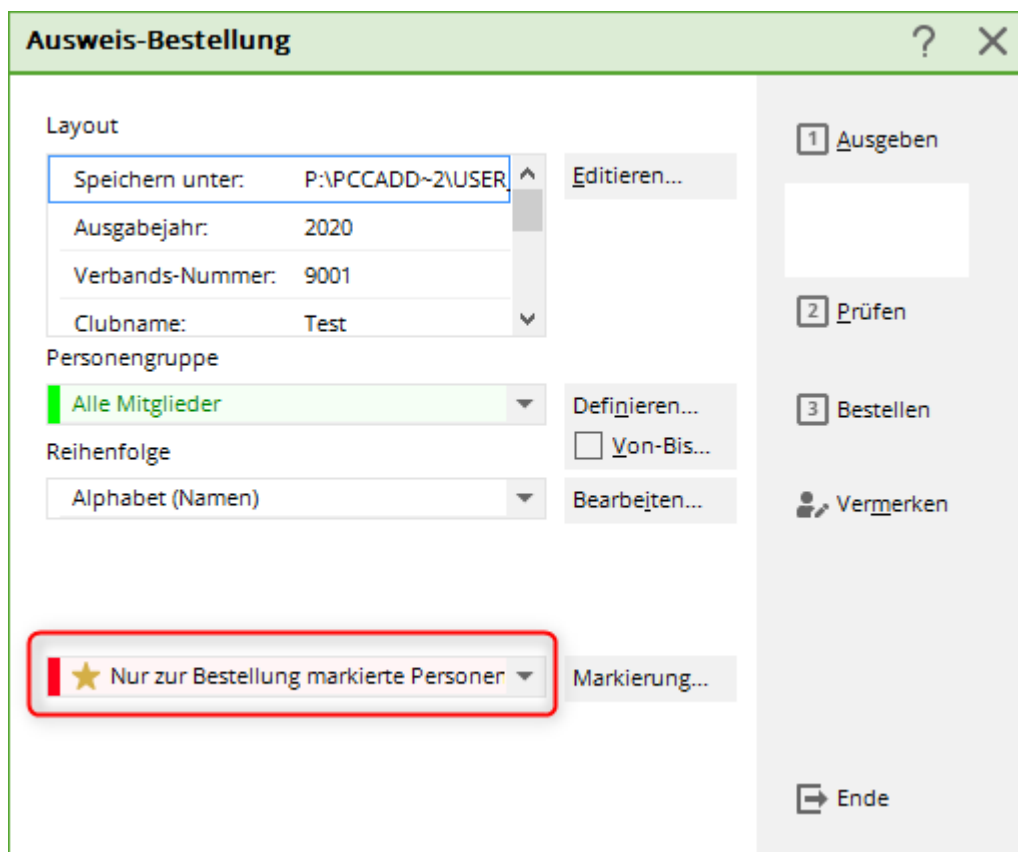 Ausweis-Bestellung
Layout
Speichern unter: P:\PCCADD~2\USER_
Editieren...
Ausgabejahr: 2020
Verbands-Nummer: 9001
Clubname: Test
Personengruppe
Alle Mitglieder
Definieren...
Von-Bis...
Reihenfolge
Alphabet (Namen)
Bearbeiten...
Nur zur Bestellung markierte Personen
Markierung...
1 Ausgeben
2 Prüfen
3 Bestellen
Vermerken
Ende